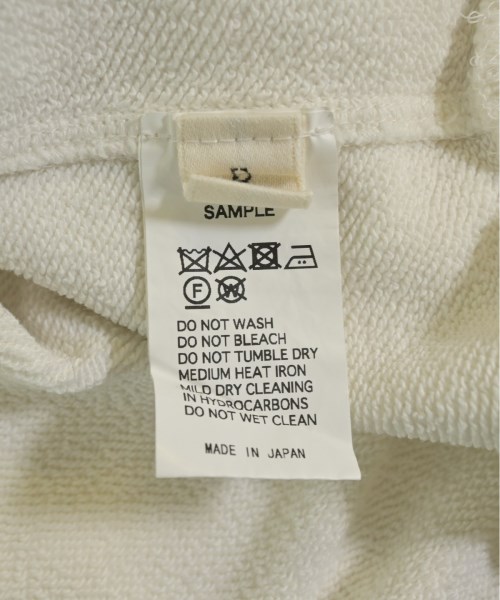 SAMPLE
F W
DO NOT WASH
DO NOT BLEACH
DO NOT TUMBLE DRY
MEDIUM HEAT IRON
MILD DRY CLEANING
IN HYDROCARBONS
DO NOT WET CLEAN
MADE IN JAPAN